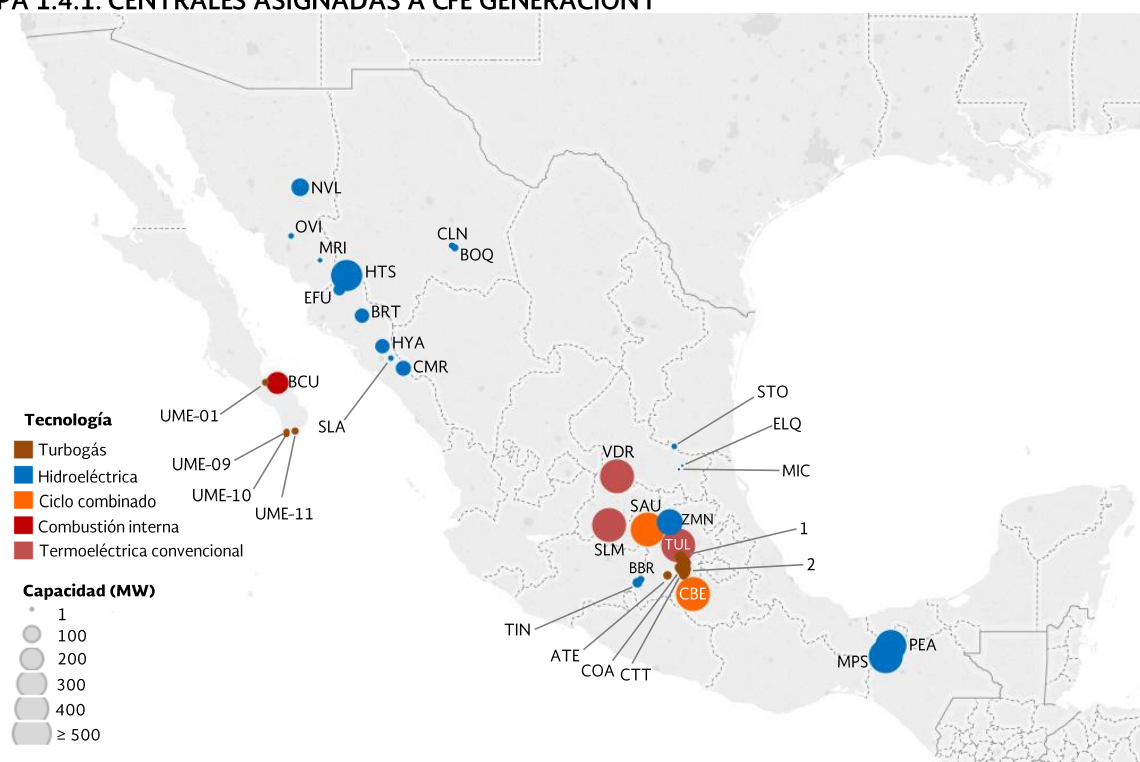 PA 1.4.1. CENTRALES ASIGNADAS A CFE GENERACIÓN I
NVL
OVI
MRI
HTS
EFU
CLN
BOQ
BRT
HYA
CMR
BCU
UME-01
SLA
UME-09
UME-10
UME-11
Tecnología
Turbogás
Hidroeléctrica
Ciclo combinado
Combustión interna
Termoeléctrica convencional
Capacidad (MW)
1
100
200
300
400
≥ 500
STO
ELQ
MIC
VDR
SAU
ZMN
SLM
TUL
1
2
BBR
CBE
TIN
ATE
COA
CTT
PEA
MPS